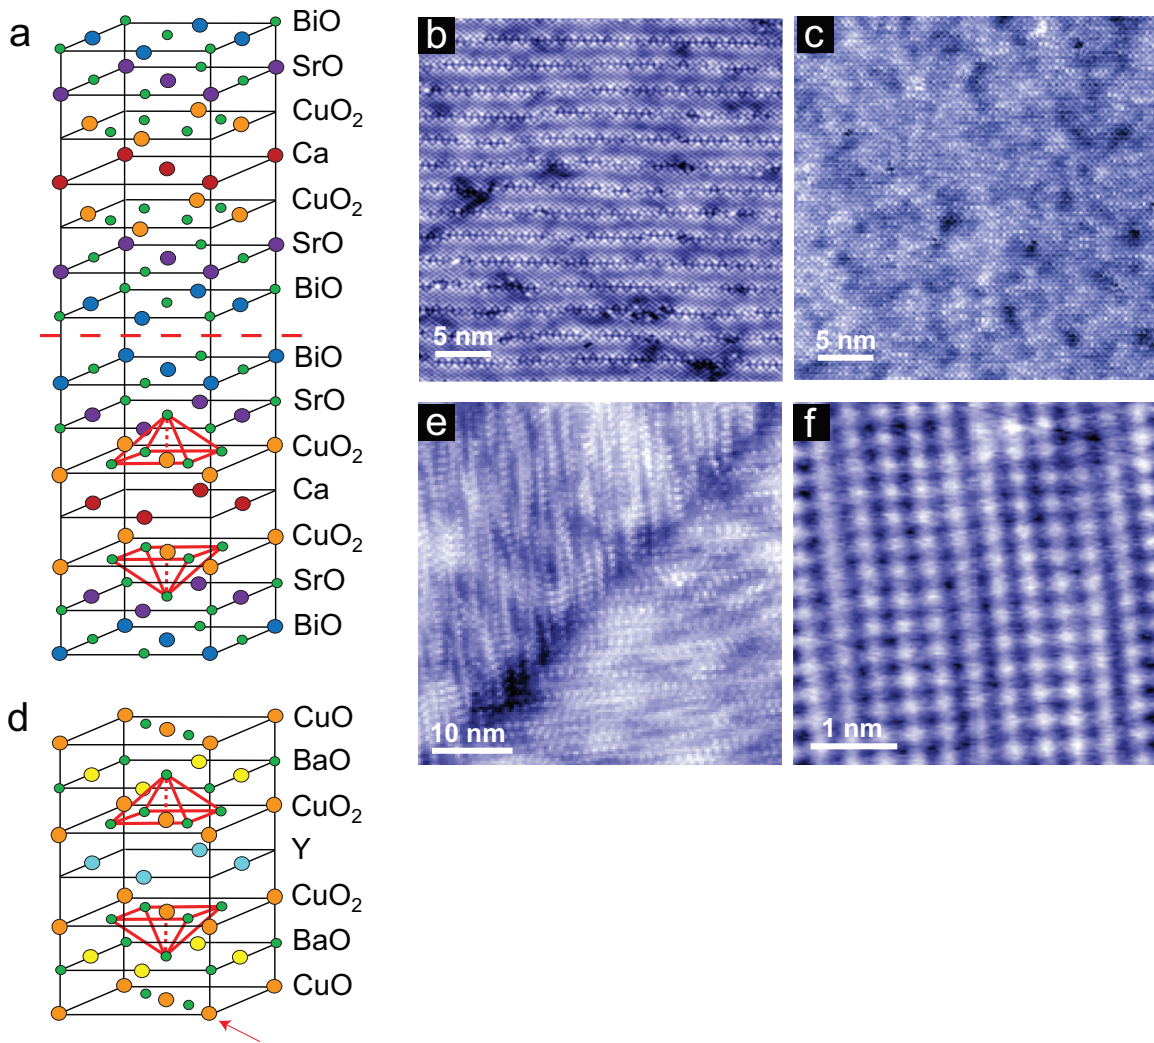 a
BiO
SrO
CuO2
Ca
CuO2
SrO
BiO
BiO
SrO
CuO2
Ca
CuO2
SrO
BiO
b
5 nm
c
5 nm
d
CuO
BaO
CuO2
Y
CuO2
BaO
CuO
e
10 nm
f
1 nm